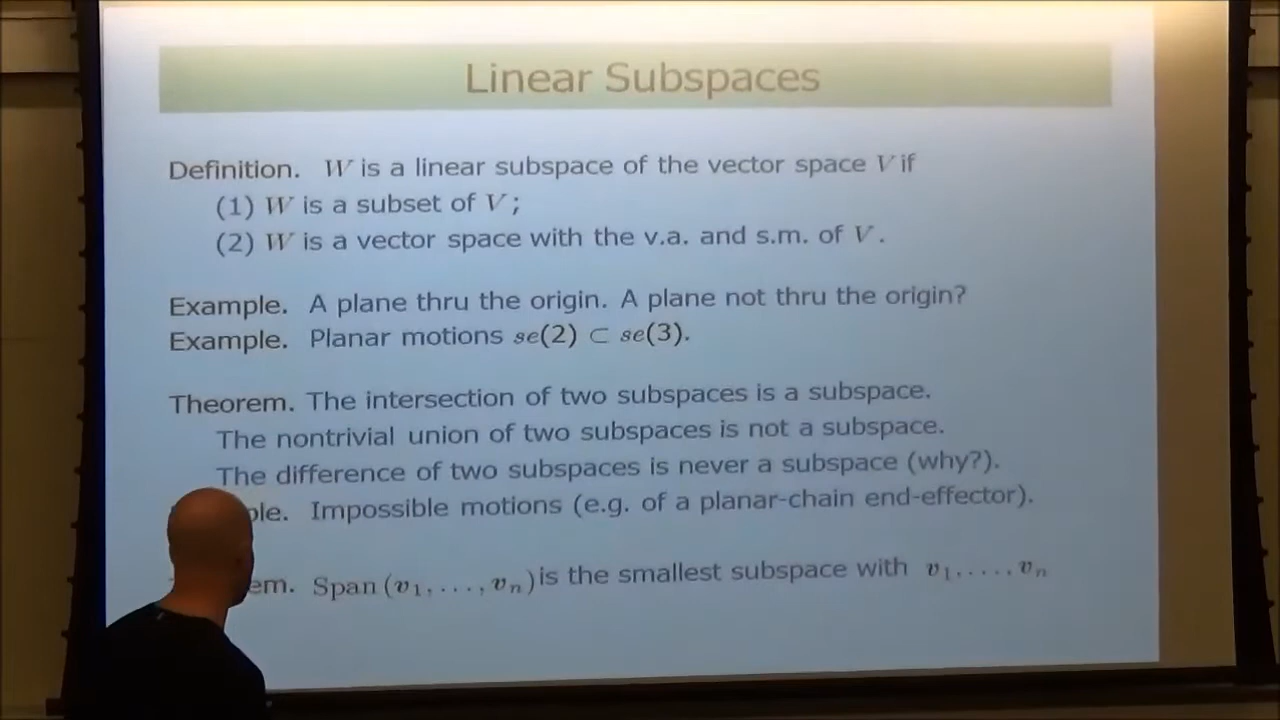 Linear Subspaces
Definition. W is a linear subspace of the vector space V if
(1) W is a subset of V ;
(2) W is a vector space with the v.a. and s.m. of V .
Example. A plane thru the origin. A plane not thru the origin?
Example. Planar motions se(2) ⊂ se(3).
Theorem. The intersection of two subspaces is a subspace.
The nontrivial union of two subspaces is not a subspace.
The difference of two subspaces is never a subspace (why?).
ple. Impossible motions (e.g. of a planar-chain end-effector).
em. Span (v₁, . . . , vₙ) is the smallest subspace with v₁, . . . , vₙ